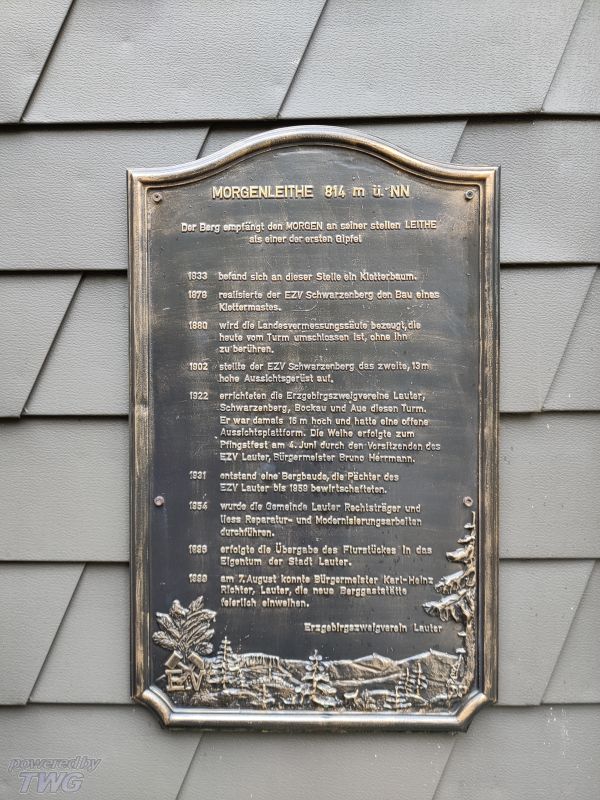 MORGENLEITHE 814 m ü. NN
Der Berg empfängt den MORGEN an seiner steilen LEITHE
als einer der ersten Gipfel
1833 befand sich an dieser Stelle ein Kletterbaum.
1878 realisierte der EZV Schwarzenberg den Bau eines
Klettermastes.
1880 wird die Landesvermessungssäule bezeugt, die
heute vom Turm umschlossen ist, ohne ihn
zu berühren.
1902 stellte der EZV Schwarzenberg das zweite, 13m
hohe Aussichtsgerüst auf.
1922 errichteten die Erzgebirgszweigvereine Lauter,
Schwarzenberg, Bockau und Aue diesen Turm.
Er war damals 16 m hoch und hatte eine offene
Aussichtsplattform. Die Weihe erfolgte zum
Pfingstfest am 4. Juni durch den Vorsitzenden des
EZV Lauter, Bürgermeister Bruno Herrmann.
1931 entstand eine Bergbaude, die Pächter des
EZV Lauter bis 1959 bewirtschafteten.
1954 wurde die Gemeinde Lauter Rechtsträger und
liess Reparatur- und Modernisierungsarbeiten
durchführen.
erfolgte die Übergabe des Flurstückes in das
Eigentum der Stadt Lauter.
am 7. August konnte Bürgermeister Karl-Heinz
Richter, Lauter, die neue Berggaststätte
feierlich einweihen.
Erzgebirgszweigverein Lauter
EZV
powered by
TWG